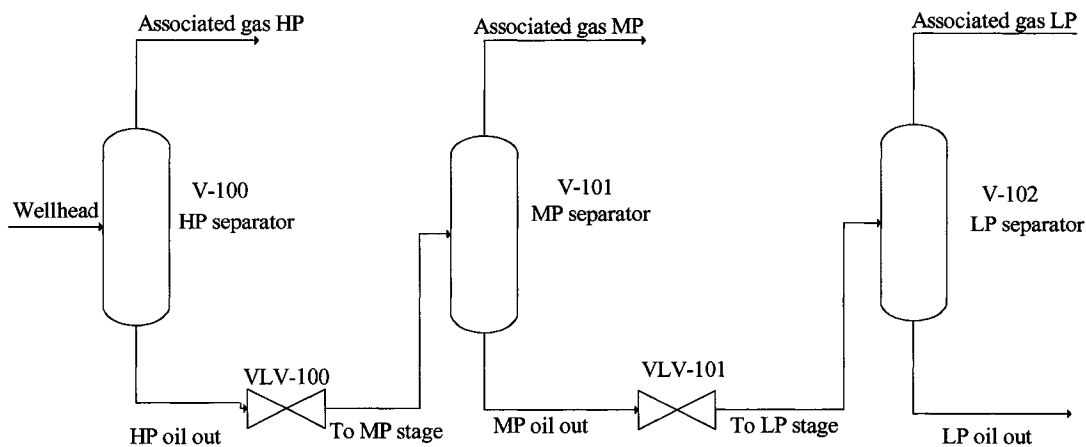 Associated gas HP
Associated gas MP
Associated gas LP
Wellhead
V-100
HP separator
V-101
MP separator
V-102
LP separator
VLV-100
VLV-101
HP oil out
To MP stage
MP oil out
To LP stage
LP oil out